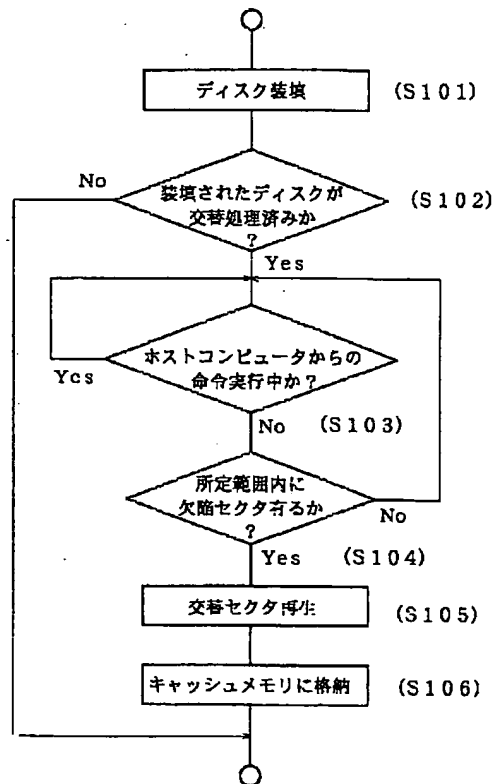 ディスク装填
(S101)
No
装填されたディスクが
交替処理済みか
?
(S102)
Yes
ホストコンピュータからの
命令実行中か?
Yes
No
(S103)
所定範囲内に
欠陥セクタ有るか
?
No
Yes
(S104)
交替セクタ再生
(S105)
キャッシュメモリに格納
(S106)